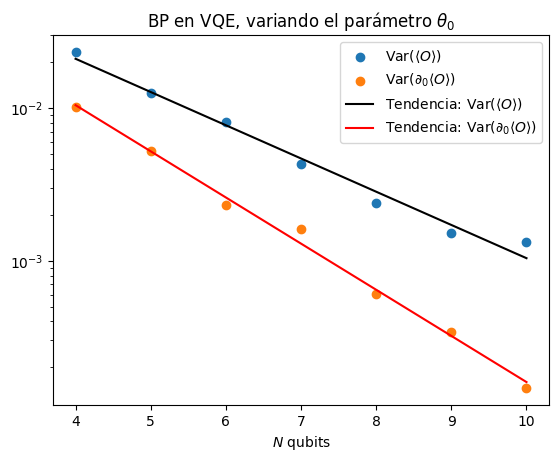 BP en VQE, variando el parámetro θ₀
Var(⟨O⟩)
Var(∂₀⟨O⟩)
Tendencia: Var(⟨O⟩)
Tendencia: Var(∂₀⟨O⟩)
10⁻²
10⁻³
4 5 6 7 8 9 10
N qubits